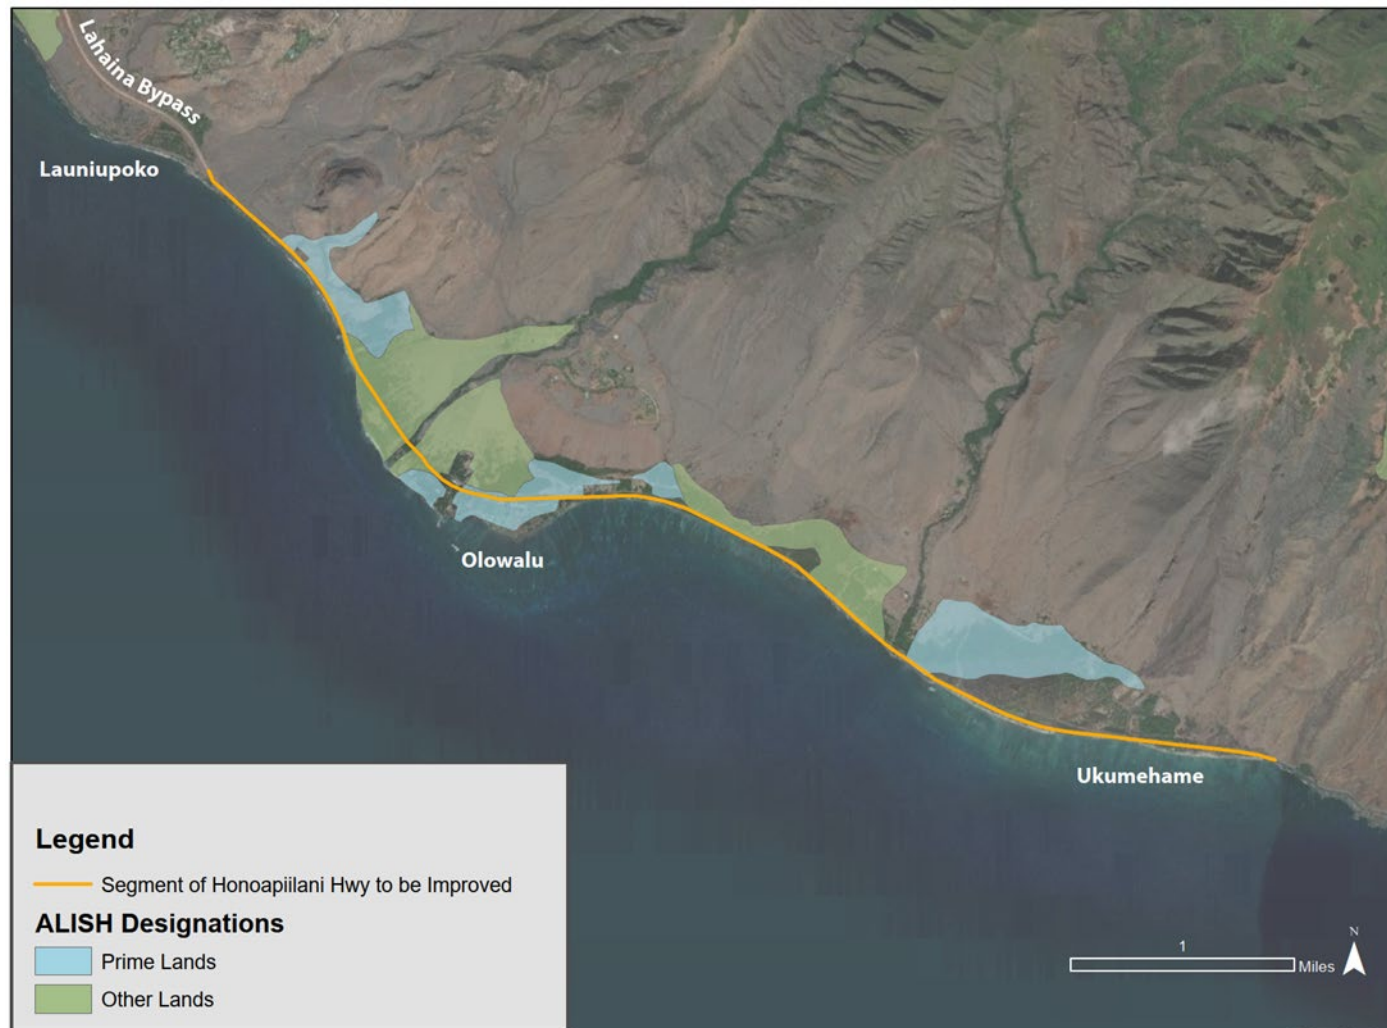 Lahaina Bypass
Launiupoko
Olowalu
Ukumehame
Legend
Segment of Honoapiilani Hwy to be Improved
ALISH Designations
Prime Lands
Other Lands
1
Miles
N